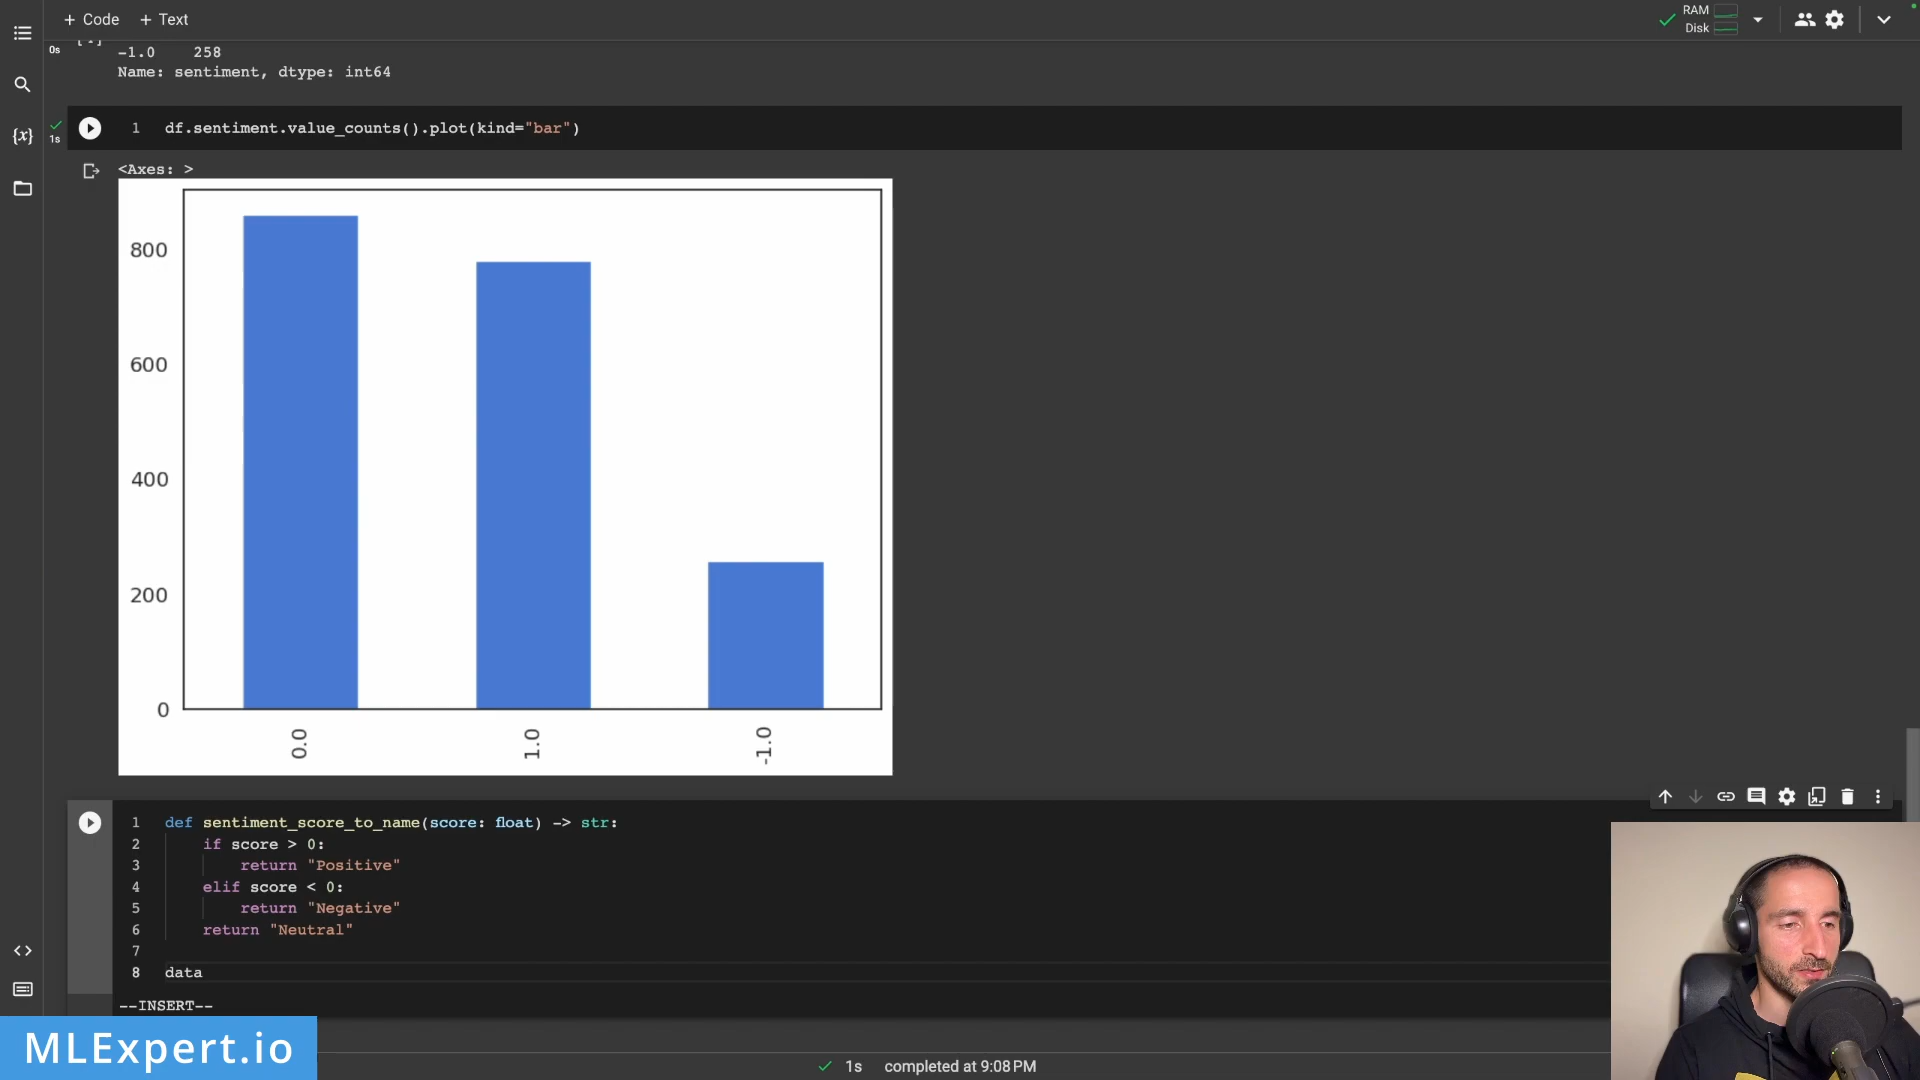 + Code + Text
RAM
Disk
0s
-1.0 258
Name: sentiment, dtype: int64
{x}
1s
1 df.sentiment.value_counts().plot(kind="bar")
<Axes: >
800
600
400
200
0
0.0
1.0
-1.0
1 def sentiment_score_to_name(score: float) -> str:
2 if score > 0:
3 return "Positive"
4 elif score < 0:
5 return "Negative"
6 return "Neutral"
7
8 data
--INSERT--
MLExpert.io
1s completed at 9:08 PM